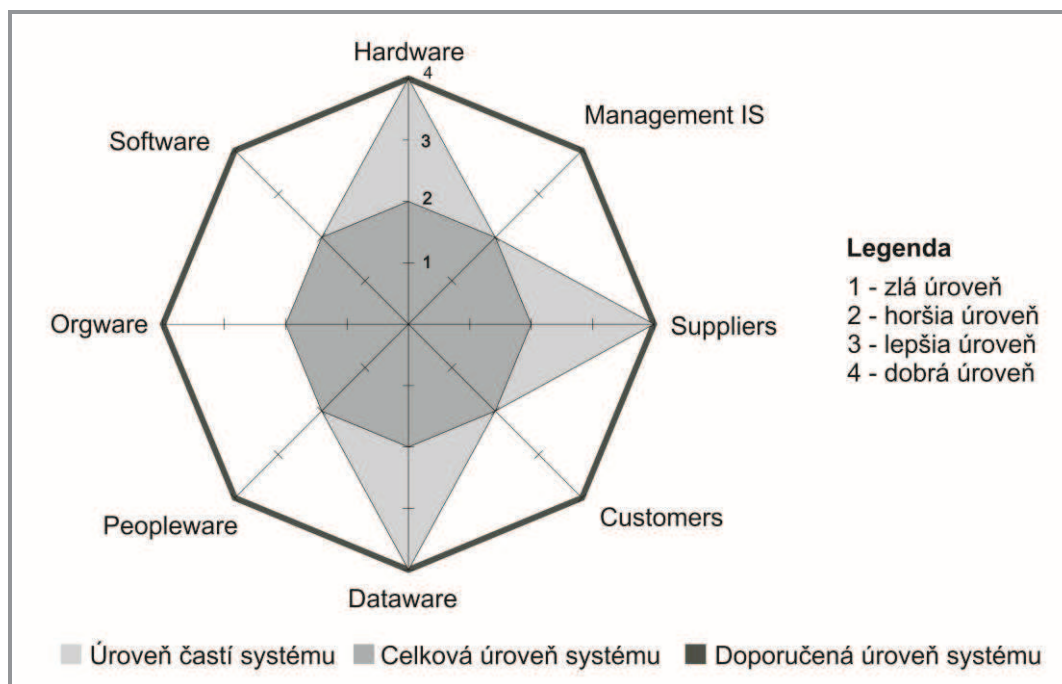 Hardware
4
Management IS
Software
3
2
1
Legenda
1 - zlá úroveň
2 - horšia úroveň
3 - lepšia úroveň
4 - dobrá úroveň
Orgware
Suppliers
Peopleware
Customers
Dataware
Úroveň častí systému
Celková úroveň systému
Doporučená úroveň systému